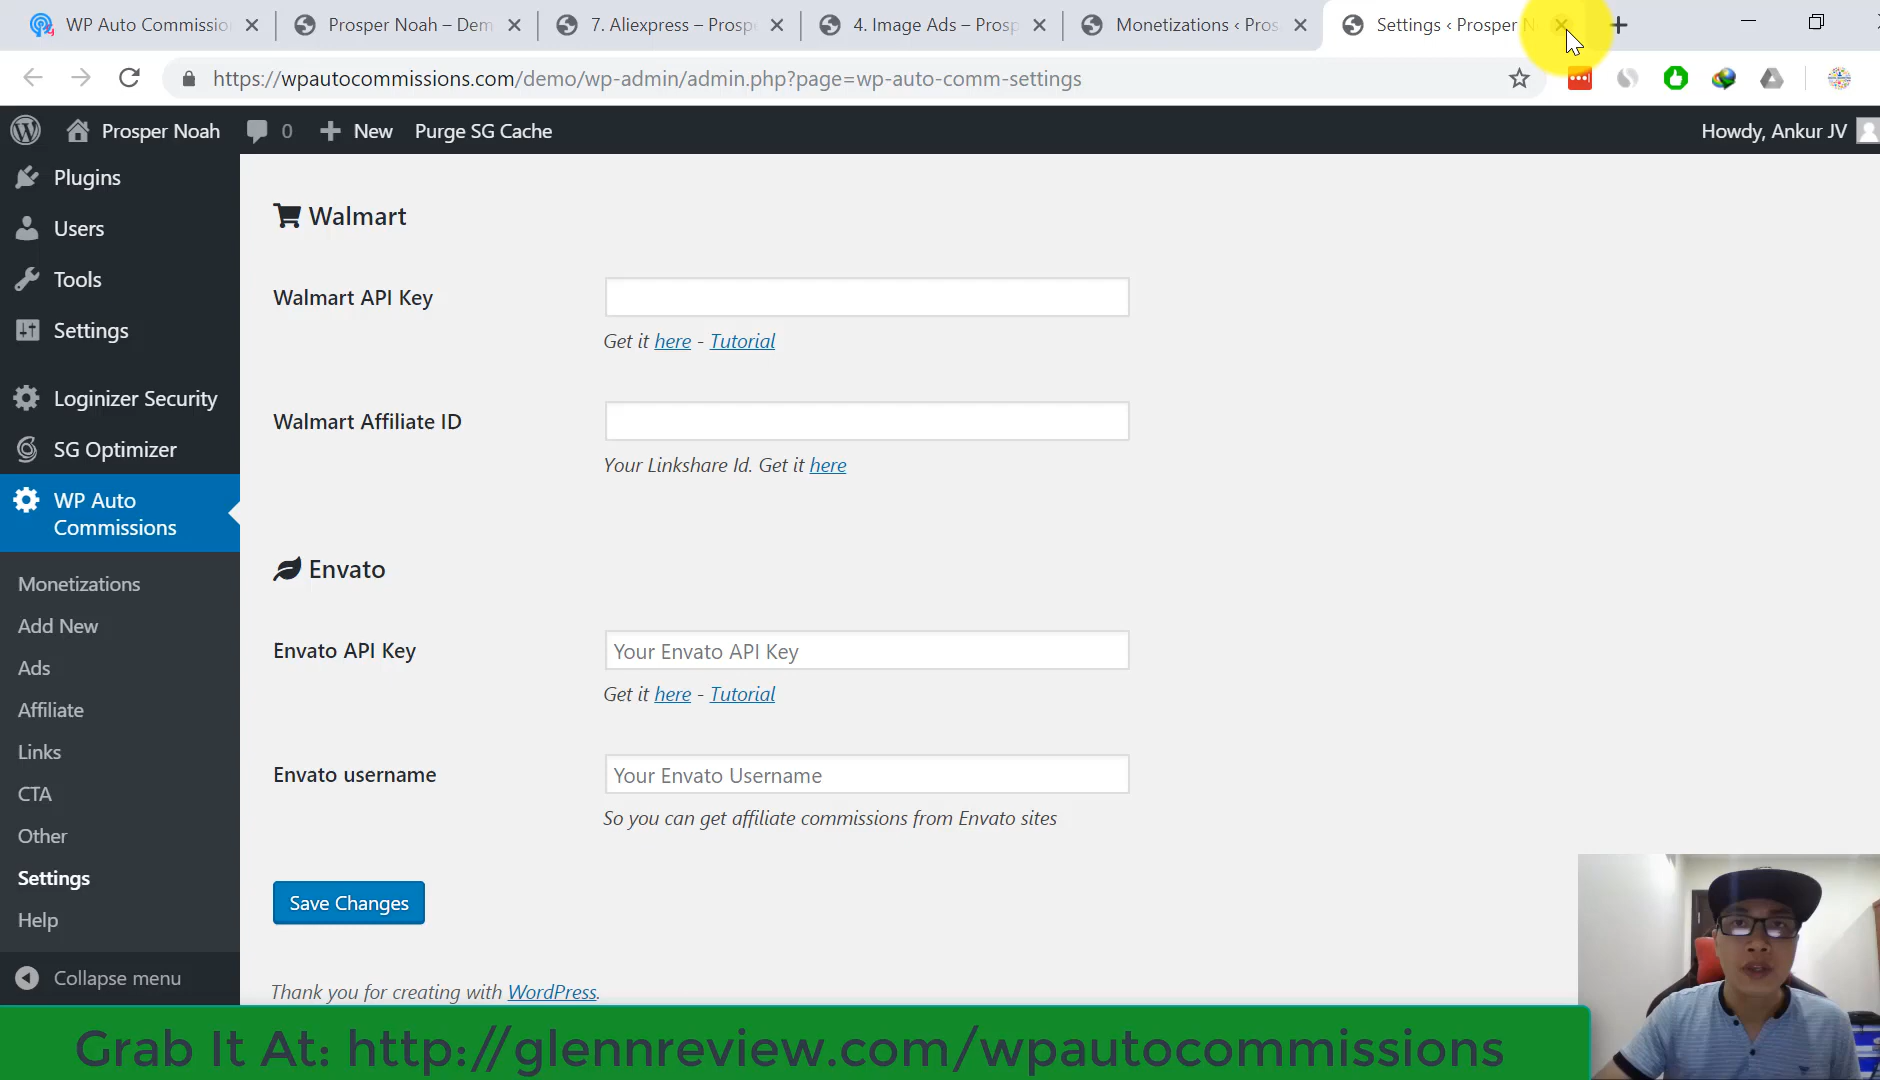 WP Auto Commissio
Prosper Noah – Dem
7. Aliexpress – Prosp
4. Image Ads – Prosp
Monetizations ‹ Pros
Settings ‹ Prosper N
https://wpautocommissions.com/demo/wp-admin/admin.php?page=wp-auto-comm-settings
Prosper Noah
0
New
Purge SG Cache
Howdy, Ankur JV
Plugins
Users
Tools
Settings
Loginizer Security
SG Optimizer
WP Auto
Commissions
Monetizations
Add New
Ads
Affiliate
Links
CTA
Other
Settings
Help
Collapse menu
Walmart
Walmart API Key
Get it here - Tutorial
Walmart Affiliate ID
Your Linkshare Id. Get it here
Envato
Envato API Key
Your Envato API Key
Get it here - Tutorial
Envato username
Your Envato Username
So you can get affiliate commissions from Envato sites
Save Changes
Thank you for creating with WordPress.
Grab It At: http://glennreview.com/wpautocommissions